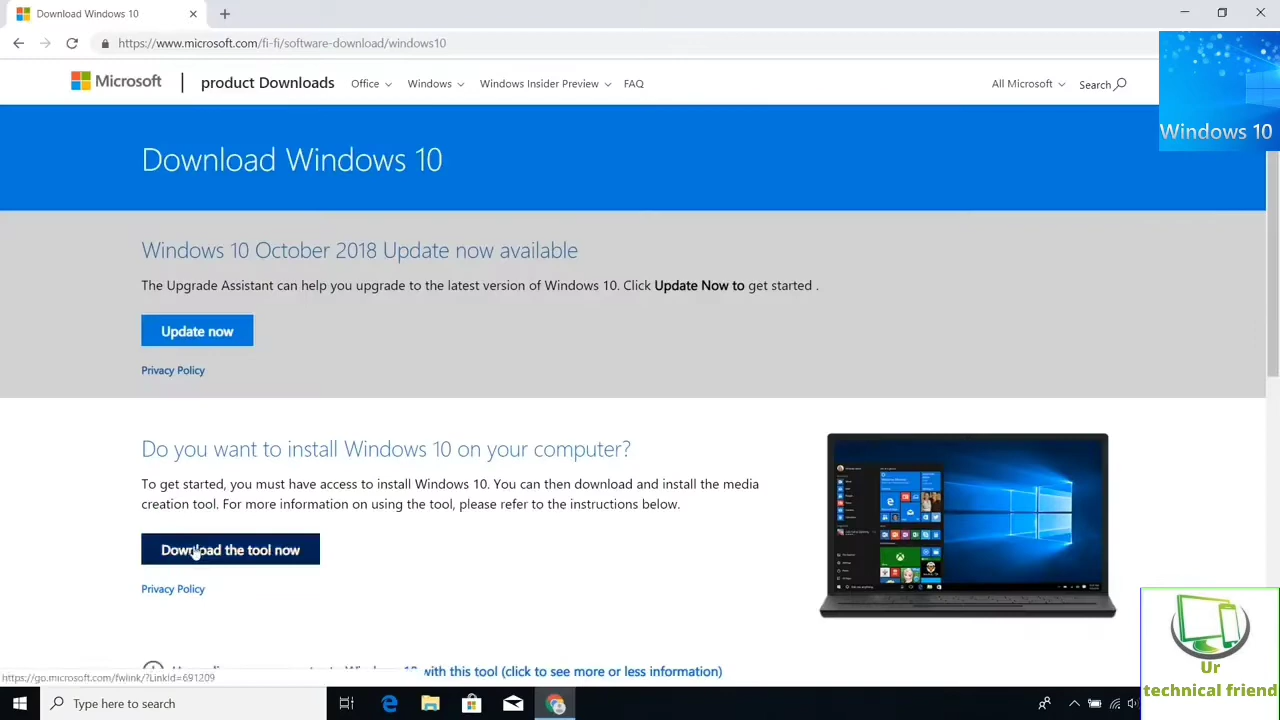 Download Windows 10
https://www.microsoft.com/fi-fi/software-download/windows10
Microsoft
product Downloads
Office
Windows
Windows Insider Preview
FAQ
All Microsoft
Search
Windows 10
Download Windows 10
Windows 10 October 2018 Update now available
The Upgrade Assistant can help you upgrade to the latest version of Windows 10. Click Update Now to get started .
Update now
Privacy Policy
Do you want to install Windows 10 on your computer?
To get started, you must have access to install Windows 10. You can then download and install the media
creation tool. For more information on using the tool, please refer to the instructions below.
Download the tool now
Privacy Policy
10 with this tool (click to see more or less information)
https://go.microsoft.com/fwlink/?LinkId=691209
Type here to search
Ur
technical friend